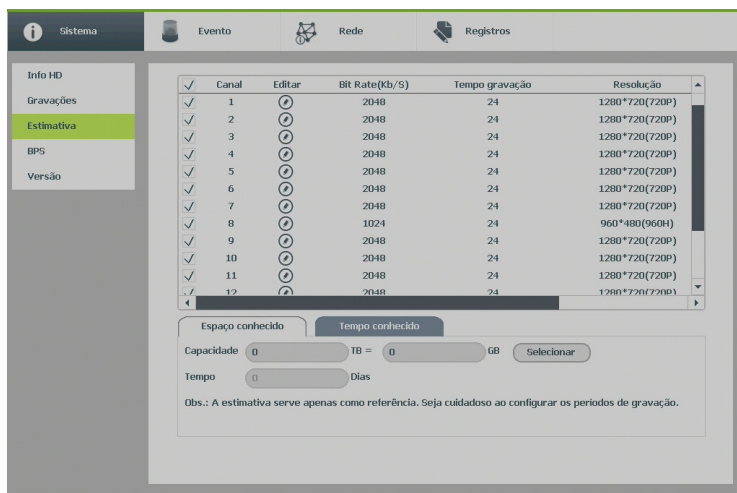 Sistema Evento Rede Registros
Info HD
Gravações
Estimativa
BPS
Versão
Canal Editar Bit Rate(Kb/S) Tempo gravação Resolução
1 2048 24 1280*720(720P)
2 2048 24 1280*720(720P)
3 2048 24 1280*720(720P)
4 2048 24 1280*720(720P)
5 2048 24 1280*720(720P)
6 2048 24 1280*720(720P)
7 2048 24 1280*720(720P)
8 1024 24 960*480(960H)
9 2048 24 1280*720(720P)
10 2048 24 1280*720(720P)
11 2048 24 1280*720(720P)
12 2048 24 1280*720(720P)
Espaço conhecido Tempo conhecido
Capacidade 0 TB = 0 GB Selecionar
Tempo 0 Dias
Obs.: A estimativa serve apenas como referência. Seja cuidadoso ao configurar os períodos de gravação.